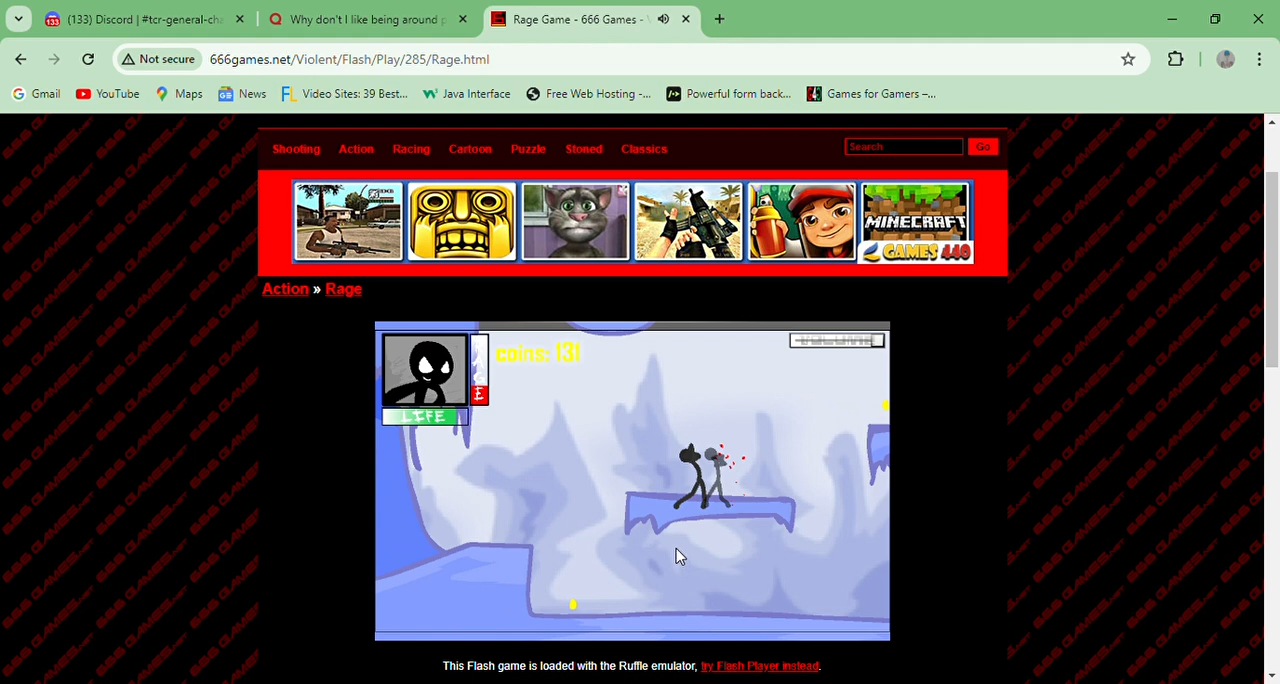 (133) Discord | #tcr-general-cha
Why don't I like being around p
Rage Game - 666 Games - V
Not secure
666games.net/Violent/Flash/Play/285/Rage.html
Gmail
YouTube
Maps
News
Video Sites: 39 Best...
Java Interface
Free Web Hosting -...
Powerful form back...
Games for Gamers –...
Shooting
Action
Racing
Cartoon
Puzzle
Stoned
Classics
Search
Go
MINECRAFT
GAMES 440
Action » Rage
coins: 131
VOLUME
E
LIFE
This Flash game is loaded with the Ruffle emulator, try Flash Player instead.